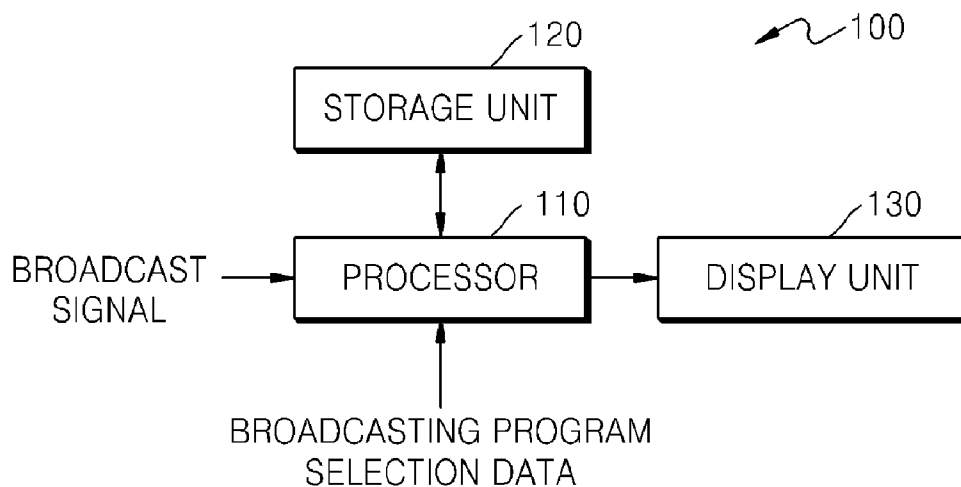 100
120
STORAGE UNIT
110
130
BROADCAST
SIGNAL
PROCESSOR
DISPLAY UNIT
BROADCASTING PROGRAM
SELECTION DATA